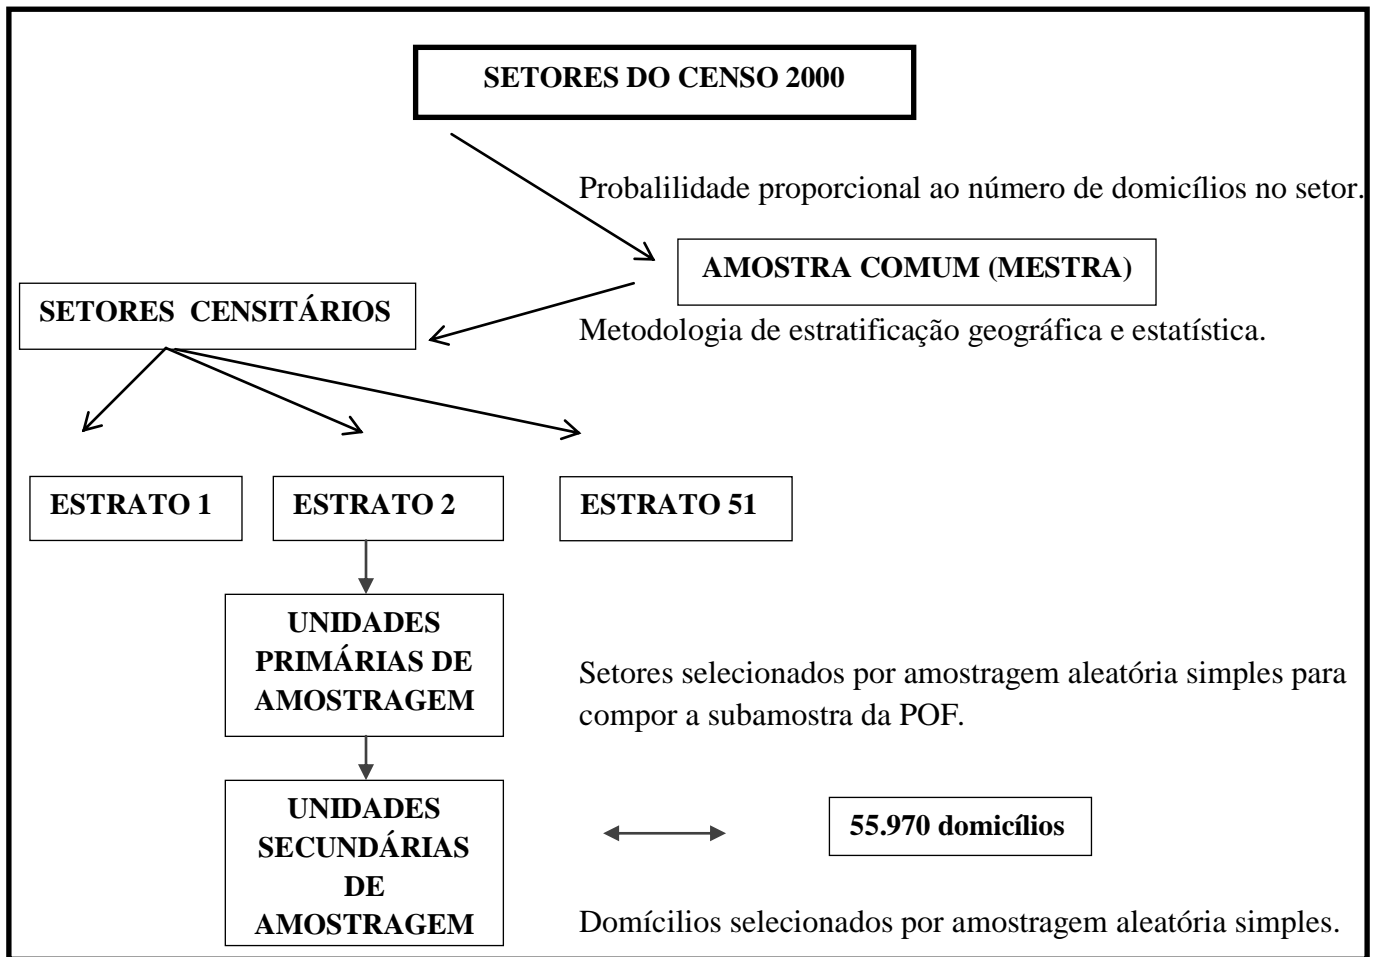 SETORES DO CENSO 2000
Probalilidade proporcional ao número de domicílios no setor.
AMOSTRA COMUM (MESTRA)
SETORES CENSITÁRIOS
Metodologia de estratificação geográfica e estatística.
ESTRATO 1
ESTRATO 2
ESTRATO 51
UNIDADES
PRIMÁRIAS DE
AMOSTRAGEM
Setores selecionados por amostragem aleatória simples para
compor a subamostra da POF.
UNIDADES
SECUNDÁRIAS
DE
AMOSTRAGEM
55.970 domicílios
Domícilios selecionados por amostragem aleatória simples.